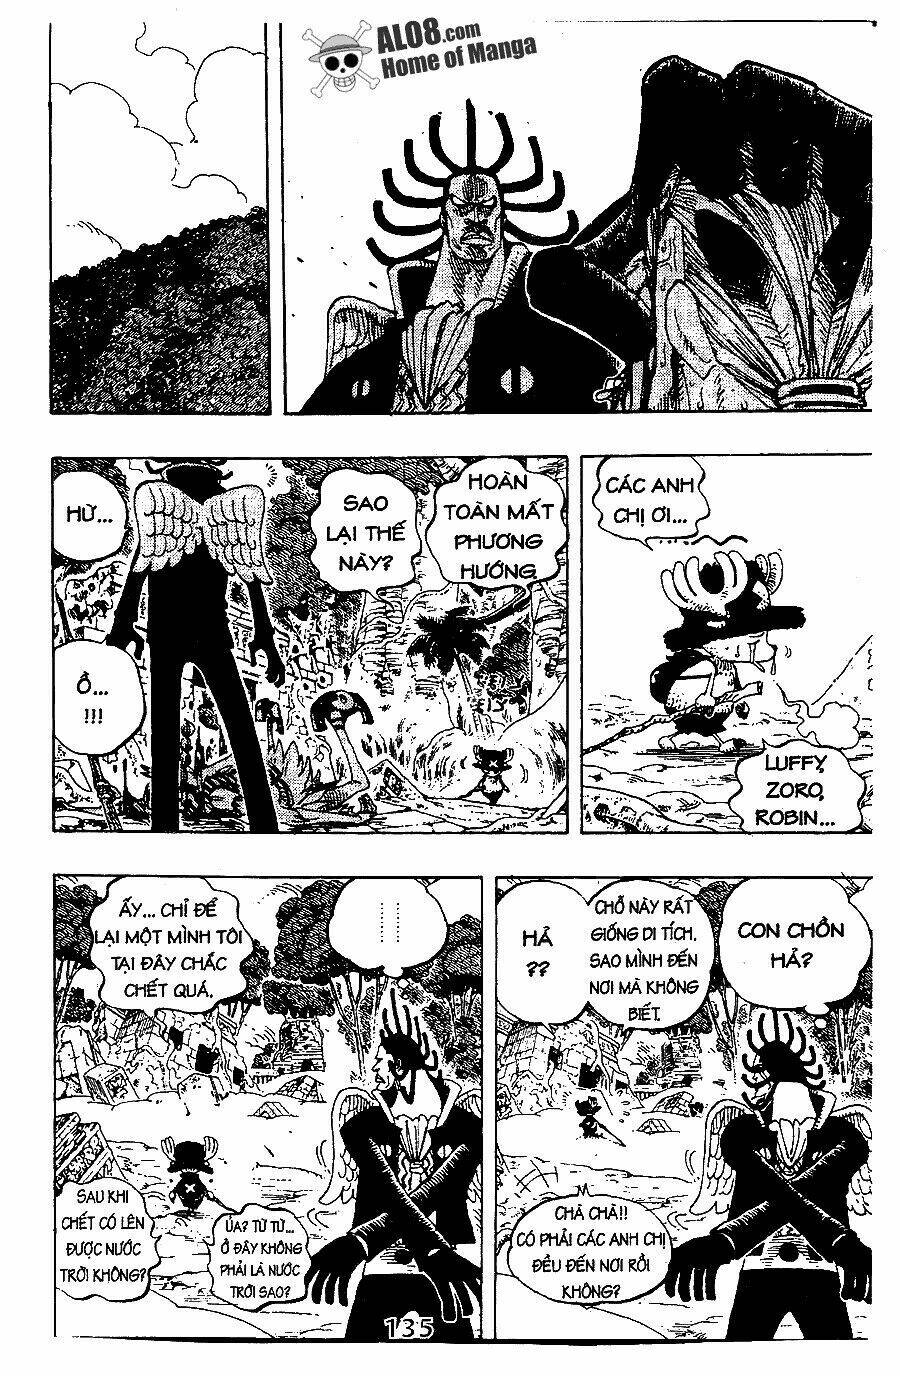 ALO8.com
Home of Manga
CÁC ANH
CHỊ ƠI...
LUFFY,
ZORO,
ROBIN...
HOÀN
TOÀN MẤT
PHƯƠNG
HƯỚNG.
SAO
LẠI THẾ
NÀY?
HỪ...
Ồ...
!!!
CON CHỒN
HẢ?
CHỖ NÀY RẤT
GIỐNG DI TÍCH.
SAO MÌNH ĐẾN
NƠI MÀ KHÔNG
BIẾT.
HẢ
??
CHÀ CHÀ!!
CÓ PHẢI CÁC ANH CHỊ
ĐỀU ĐẾN NƠI RỒI
KHÔNG?
ẤY... CHỈ ĐỂ
LẠI MỘT MÌNH TÔI
TẠI ĐÂY CHẮC
CHẾT QUÁ.
ỦA? TỪ TỪ...
Ở ĐÂY KHÔNG
PHẢI LÀ NƯỚC
TRỜI SAO?
SAU KHI
CHẾT CÓ LÊN
ĐƯỢC NƯỚC
TRỜI KHÔNG?
135